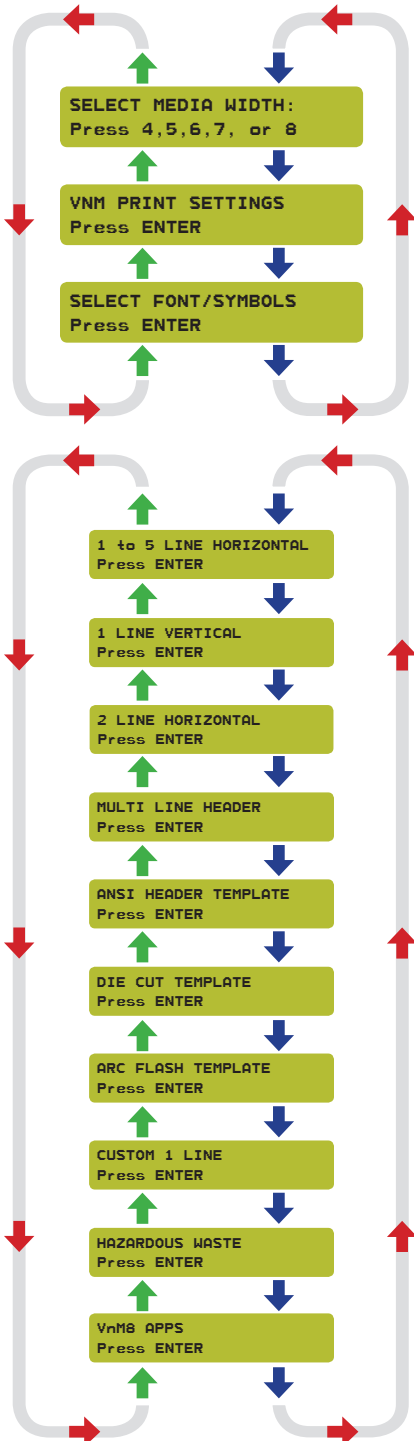 SELECT MEDIA WIDTH:
Press 4,5,6,7, or 8
VNM PRINT SETTINGS
Press ENTER
SELECT FONT/SYMBOLS
Press ENTER
1 to 5 LINE HORIZONTAL
Press ENTER
1 LINE VERTICAL
Press ENTER
2 LINE HORIZONTAL
Press ENTER
MULTI LINE HEADER
Press ENTER
ANSI HEADER TEMPLATE
Press ENTER
DIE CUT TEMPLATE
Press ENTER
ARC FLASH TEMPLATE
Press ENTER
CUSTOM 1 LINE
Press ENTER
HAZARDOUS WASTE
Press ENTER
VnM8 APPS
Press ENTER